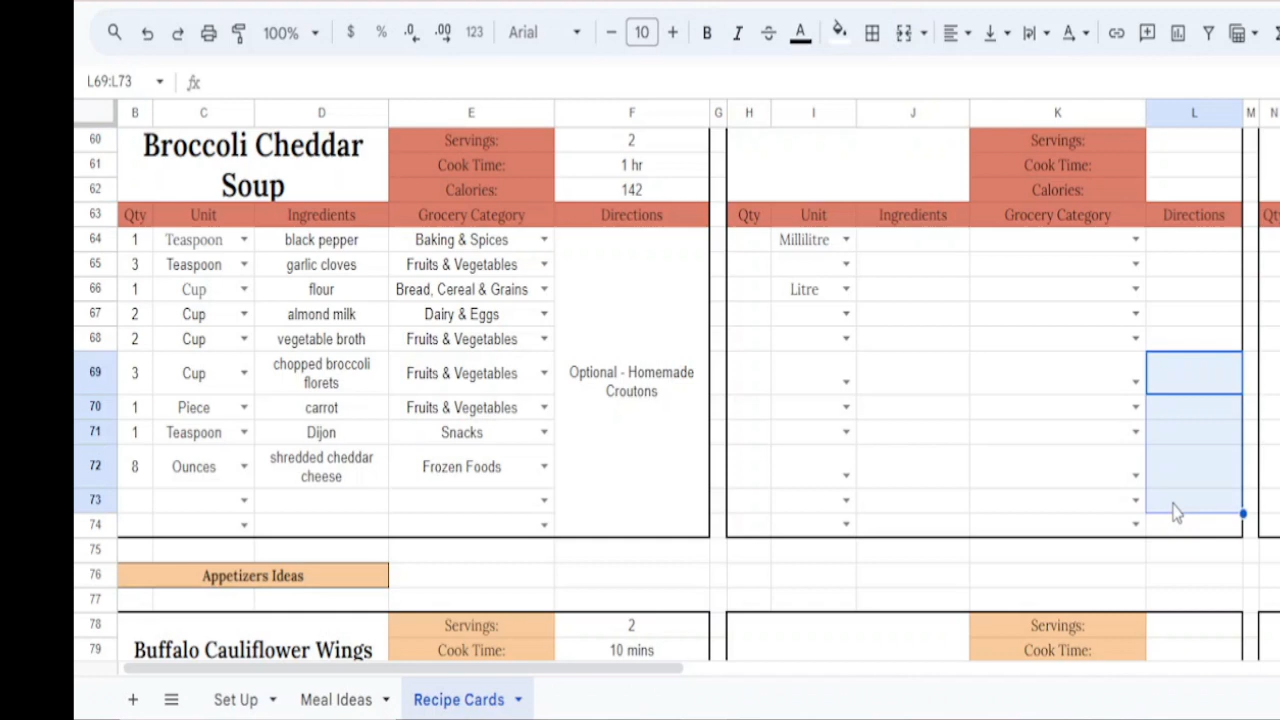 100% $ % .0 .00 123 Arial 10 B I A
L69:L73 fx
B C D E F G H I J K L M N
60 Broccoli Cheddar Servings: 2 Servings:
61 Soup Cook Time: 1 hr Cook Time:
62 Calories: 142 Calories:
63 Qty Unit Ingredients Grocery Category Directions Qty Unit Ingredients Grocery Category Directions Qty
64 1 Teaspoon black pepper Baking & Spices Millilitre
65 3 Teaspoon garlic cloves Fruits & Vegetables
66 1 Cup flour Bread, Cereal & Grains Litre
67 2 Cup almond milk Dairy & Eggs
68 2 Cup vegetable broth Fruits & Vegetables
69 3 Cup chopped broccoli florets Fruits & Vegetables Optional - Homemade Croutons
70 1 Piece carrot Fruits & Vegetables
71 1 Teaspoon Dijon Snacks
72 8 Ounces shredded cheddar cheese Frozen Foods
73
74
75
76 Appetizers Ideas
77
78 Servings: 2 Servings:
79 Buffalo Cauliflower Wings Cook Time: 10 mins Cook Time:
+ Set Up Meal Ideas Recipe Cards